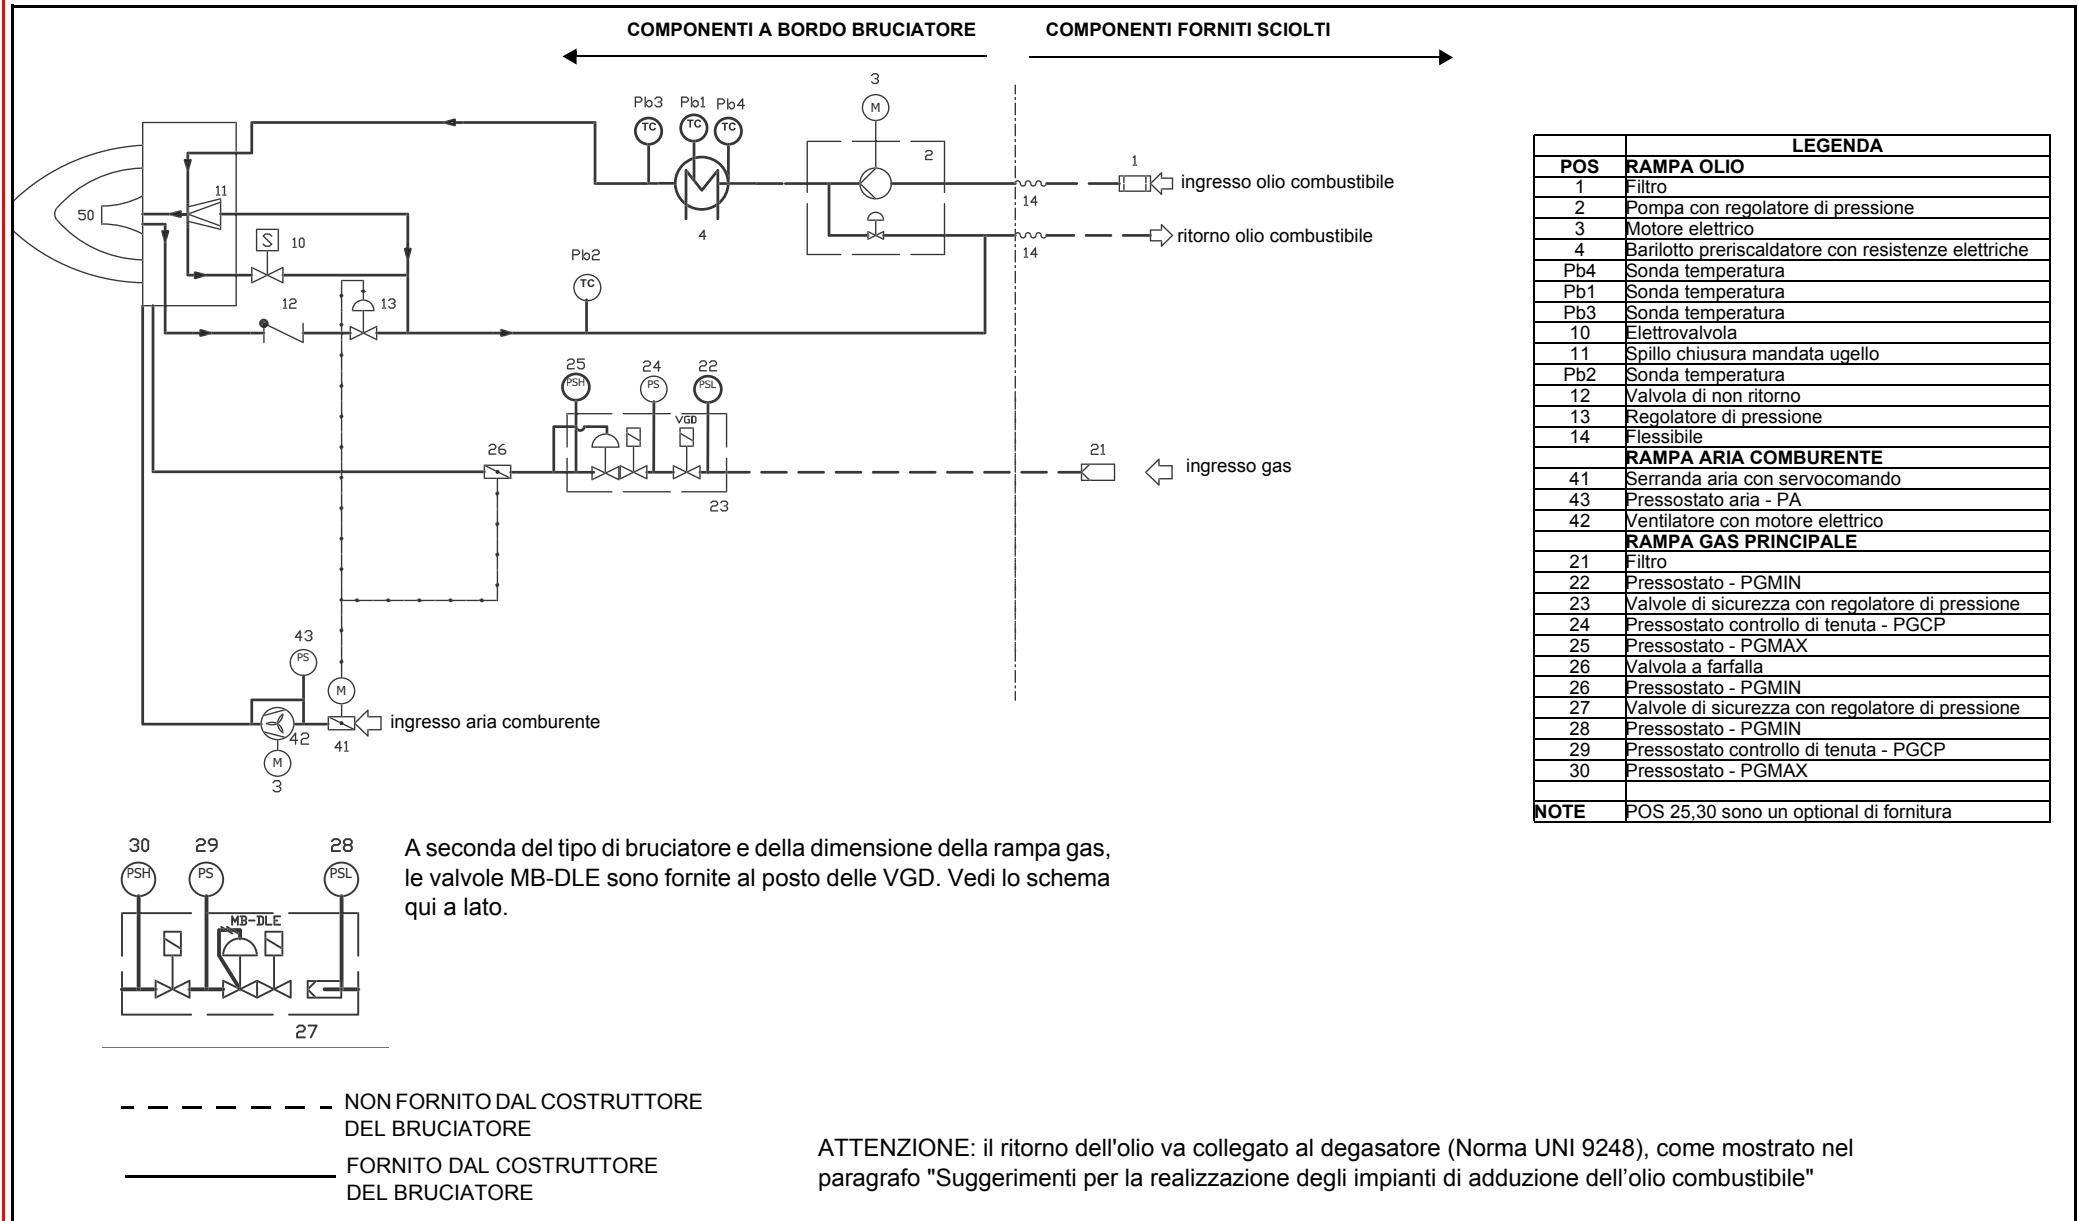 COMPONENTI A BORDO BRUCIATORE
COMPONENTI FORNITI SCIOLTI
3
M
Pb3 Pb1 Pb4
TC TC TC
2
1
ingresso olio combustibile
14
4
ritorno olio combustibile
14
11
50
S 10
Pb2
TC
12
13
25 24 22
PSH PS PSL
VGD
26
23
21
ingresso gas
43
PS
M
ingresso aria comburente
42
41
M
3
LEGENDA
POS RAMPA OLIO
1 Filtro
2 Pompa con regolatore di pressione
3 Motore elettrico
4 Barilotto preriscaldatore con resistenze elettriche
Pb4 Sonda temperatura
Pb1 Sonda temperatura
Pb3 Sonda temperatura
10 Elettrovalvola
11 Spillo chiusura mandata ugello
Pb2 Sonda temperatura
12 Valvola di non ritorno
13 Regolatore di pressione
14 Flessibile
RAMPA ARIA COMBURENTE
41 Serranda aria con servocomando
43 Pressostato aria - PA
42 Ventilatore con motore elettrico
RAMPA GAS PRINCIPALE
21 Filtro
22 Pressostato - PGMIN
23 Valvole di sicurezza con regolatore di pressione
24 Pressostato controllo di tenuta - PGCP
25 Pressostato - PGMAX
26 Valvola a farfalla
26 Pressostato - PGMIN
27 Valvole di sicurezza con regolatore di pressione
28 Pressostato - PGMIN
29 Pressostato controllo di tenuta - PGCP
30 Pressostato - PGMAX
NOTE POS 25,30 sono un optional di fornitura
30 29 28
PSH PS PSL
MB-DLE
27
A seconda del tipo di bruciatore e della dimensione della rampa gas,
le valvole MB-DLE sono fornite al posto delle VGD. Vedi lo schema
qui a lato.
NON FORNITO DAL COSTRUTTORE
DEL BRUCIATORE
FORNITO DAL COSTRUTTORE
DEL BRUCIATORE
ATTENZIONE: il ritorno dell'olio va collegato al degasatore (Norma UNI 9248), come mostrato nel
paragrafo "Suggerimenti per la realizzazione degli impianti di adduzione dell’olio combustibile"